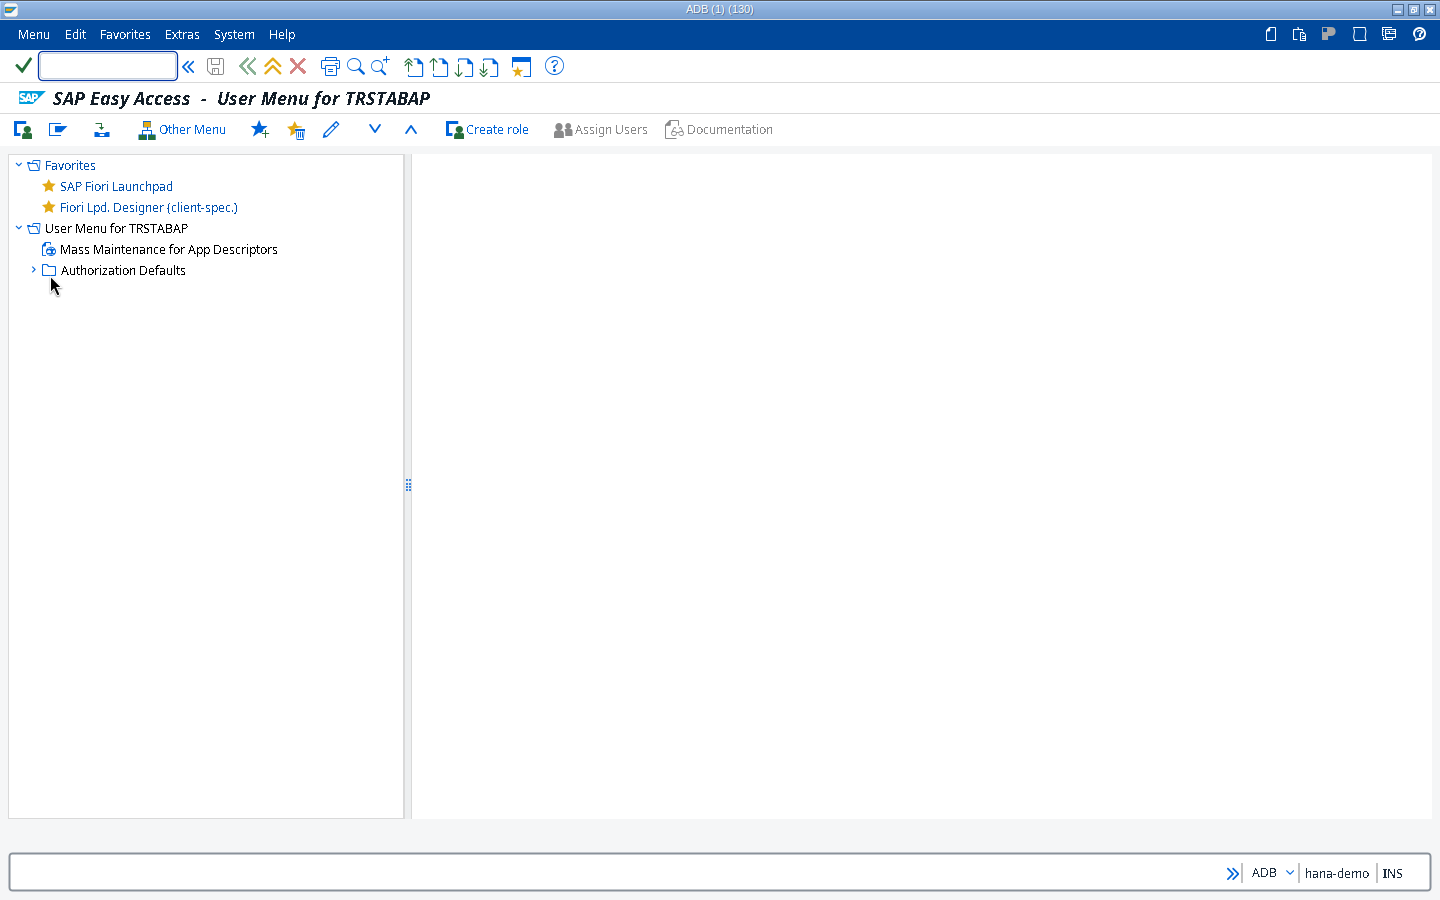 ADB (1) (130)
Menu Edit Favorites Extras System Help
SAP SAP Easy Access - User Menu for TRSTABAP
Other Menu Create role Assign Users Documentation
Favorites
SAP Fiori Launchpad
Fiori Lpd. Designer (client-spec.)
User Menu for TRSTABAP
Mass Maintenance for App Descriptors
Authorization Defaults
ADB hana-demo INS